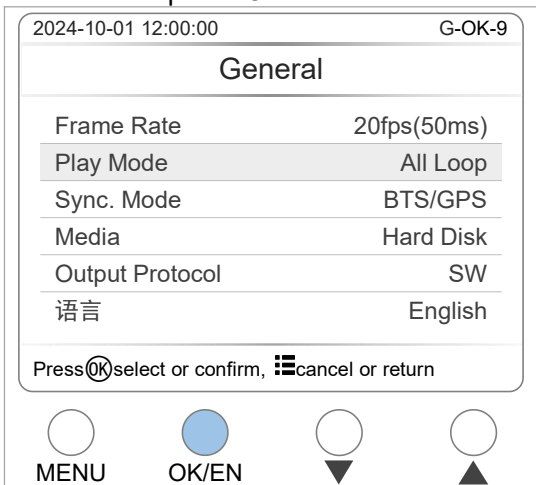 2024-10-01 12:00:00 G-OK-9
General
Frame Rate 20fps(50ms)
Play Mode All Loop
Sync. Mode BTS/GPS
Media Hard Disk
Output Protocol SW
语言 English
Press OK select or confirm, cancel or return
MENU OK/EN ▼ ▲